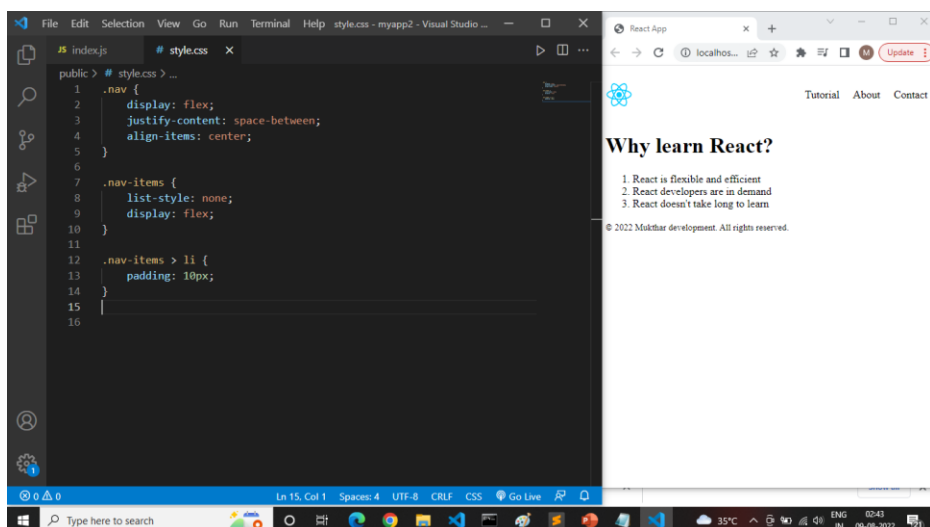 File Edit Selection View Go Run Terminal Help style.css - myapp2 - Visual Studio ...
JS index.js # style.css
public > # style.css > ...
1 .nav {
2 display: flex;
3 justify-content: space-between;
4 align-items: center;
5 }
6
7 .nav-items {
8 list-style: none;
9 display: flex;
10 }
11
12 .nav-items > li {
13 padding: 10px;
14 }
15
16
1
0 0
Ln 15, Col 1 Spaces: 4 UTF-8 CRLF CSS Go Live
React App
localhos... M Update
Tutorial About Contact
Why learn React?
1. React is flexible and efficient
2. React developers are in demand
3. React doesn't take long to learn
© 2022 Mukthar development. All rights reserved.
Type here to search
35°C ENG 02:43
IN 09-08-2022